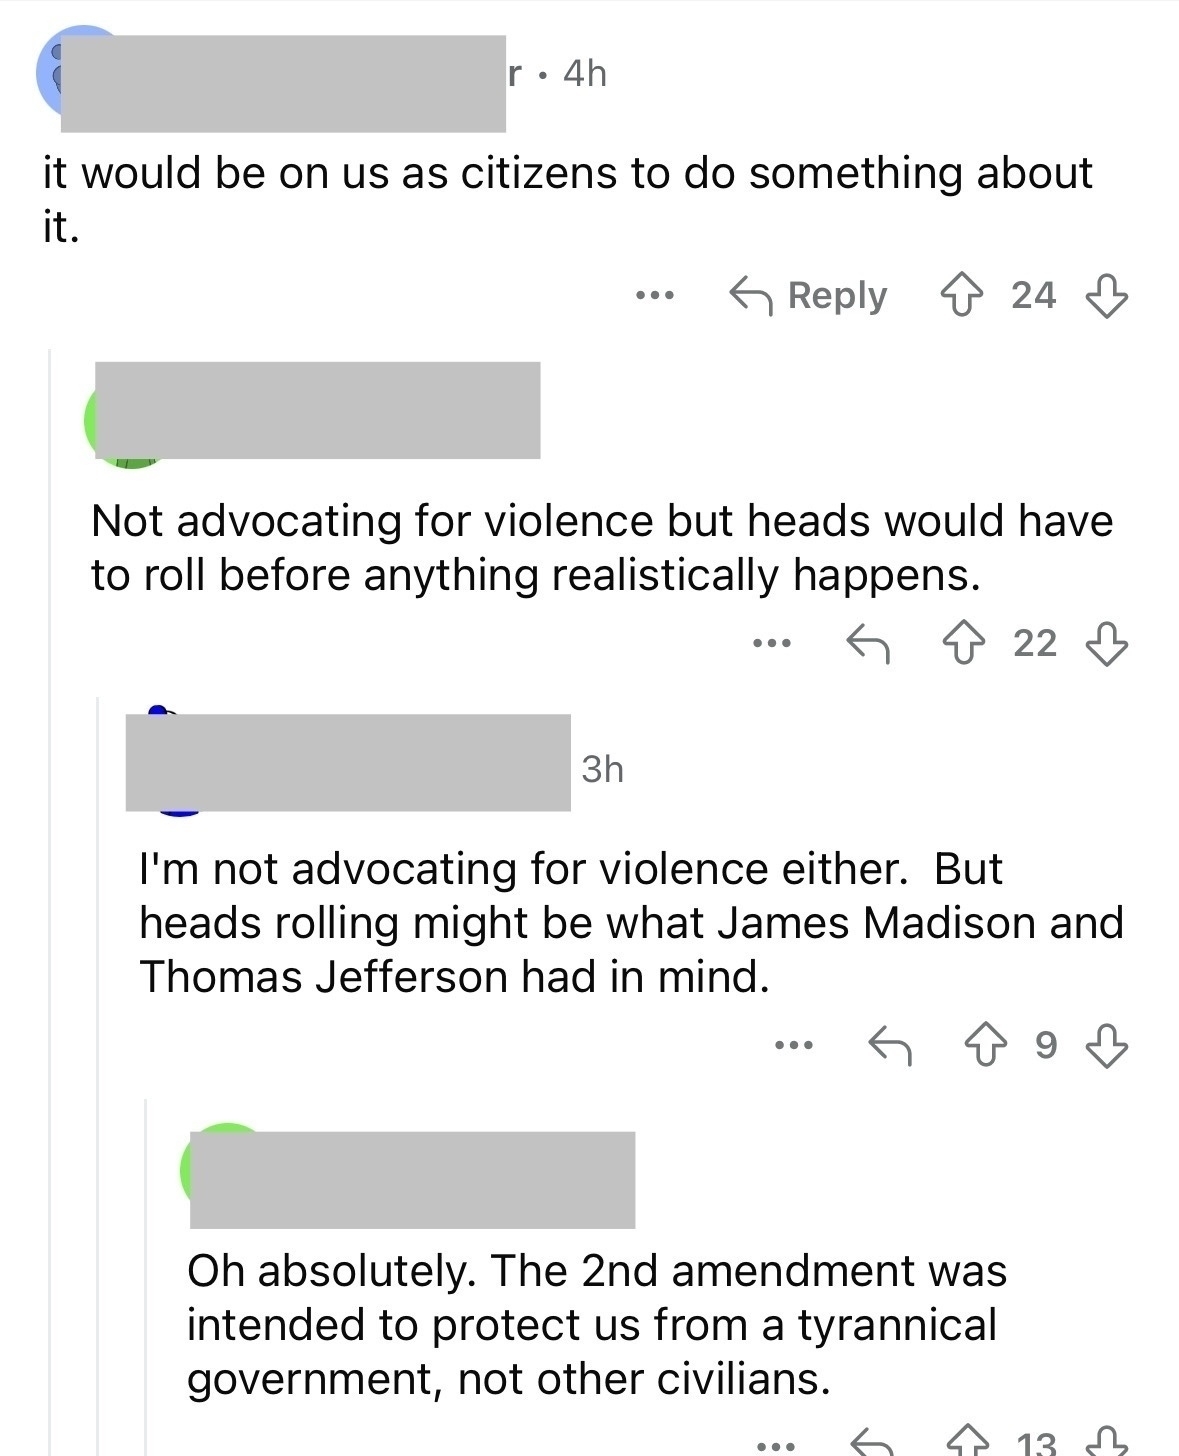 r • 4h
it would be on us as citizens to do something about
it.
... Reply 24
Not advocating for violence but heads would have
to roll before anything realistically happens.
... 22
3h
I'm not advocating for violence either.  But
heads rolling might be what James Madison and
Thomas Jefferson had in mind.
... 9
Oh absolutely. The 2nd amendment was
intended to protect us from a tyrannical
government, not other civilians.
... 13